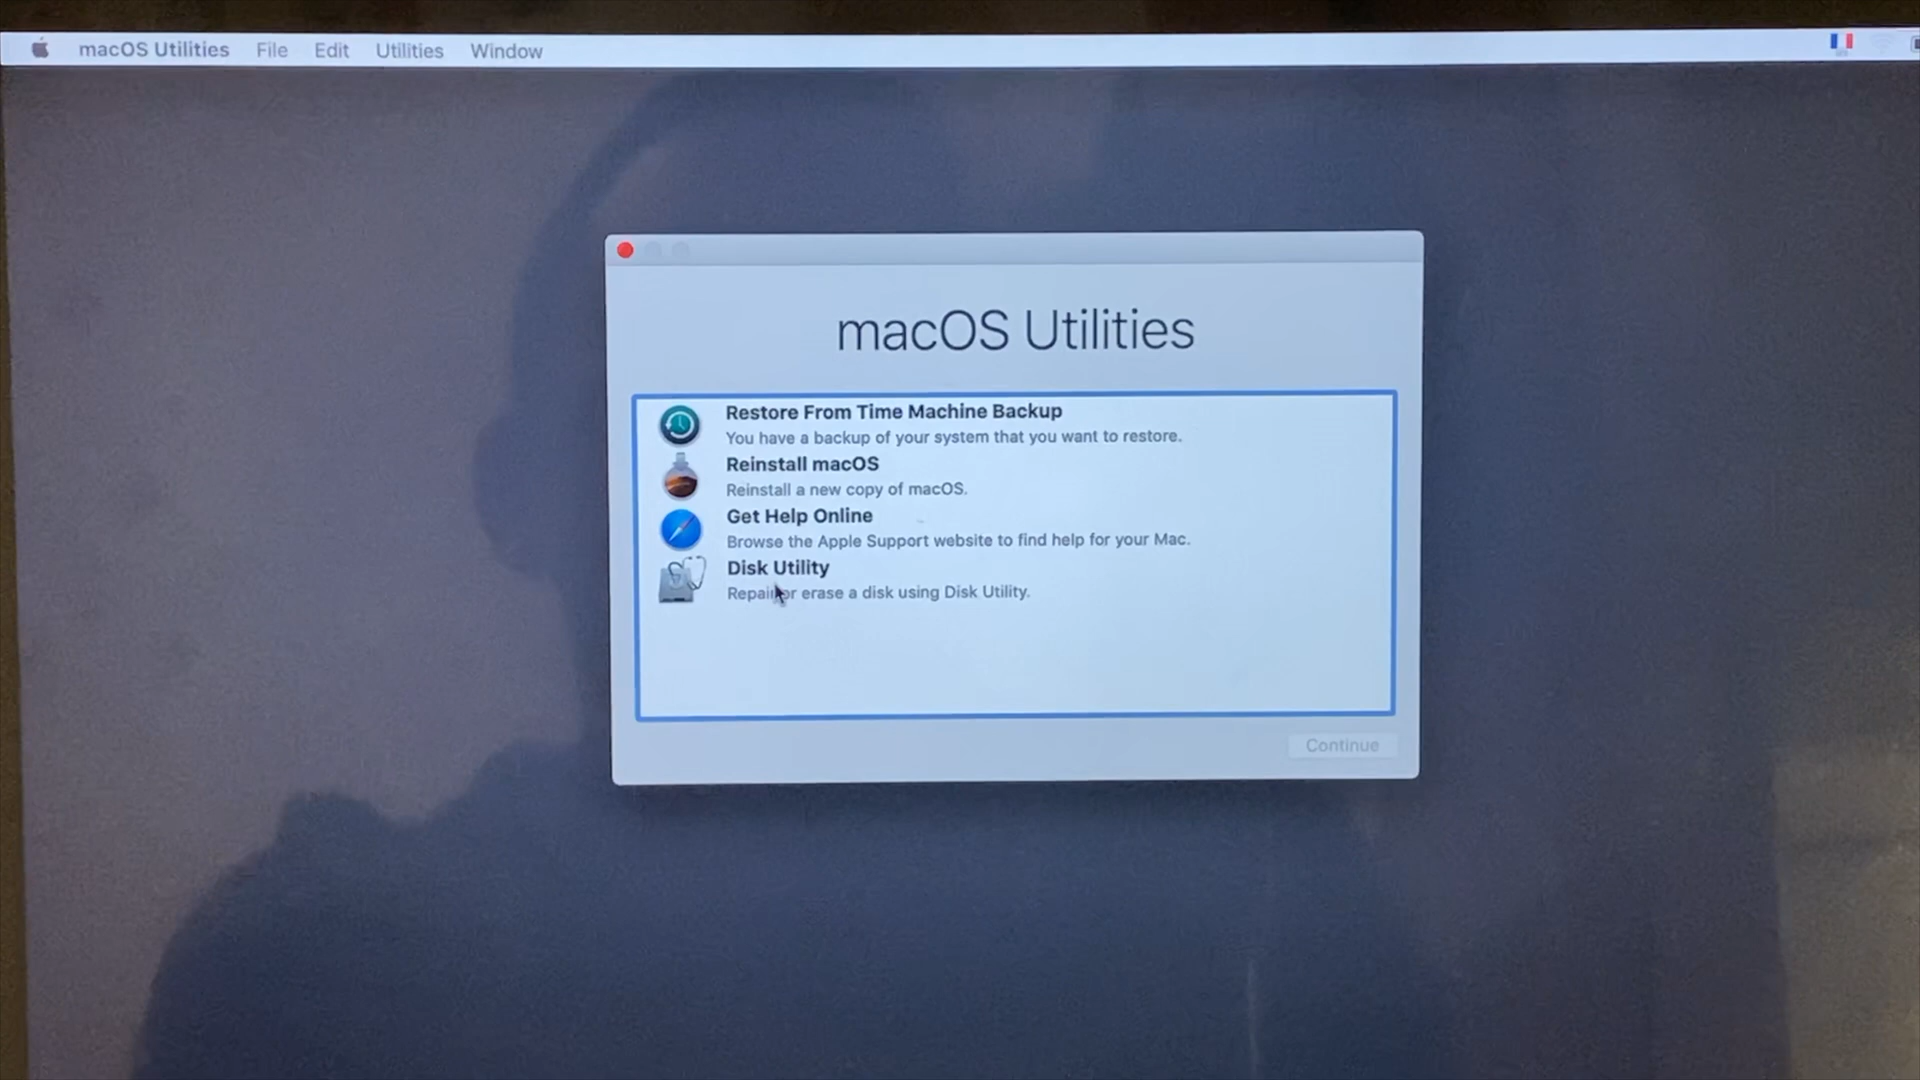 macOS Utilities File Edit Utilities Window
macOS Utilities
Restore From Time Machine Backup
You have a backup of your system that you want to restore.
Reinstall macOS
Reinstall a new copy of macOS.
Get Help Online
Browse the Apple Support website to find help for your Mac.
Disk Utility
Repair or erase a disk using Disk Utility.
Continue